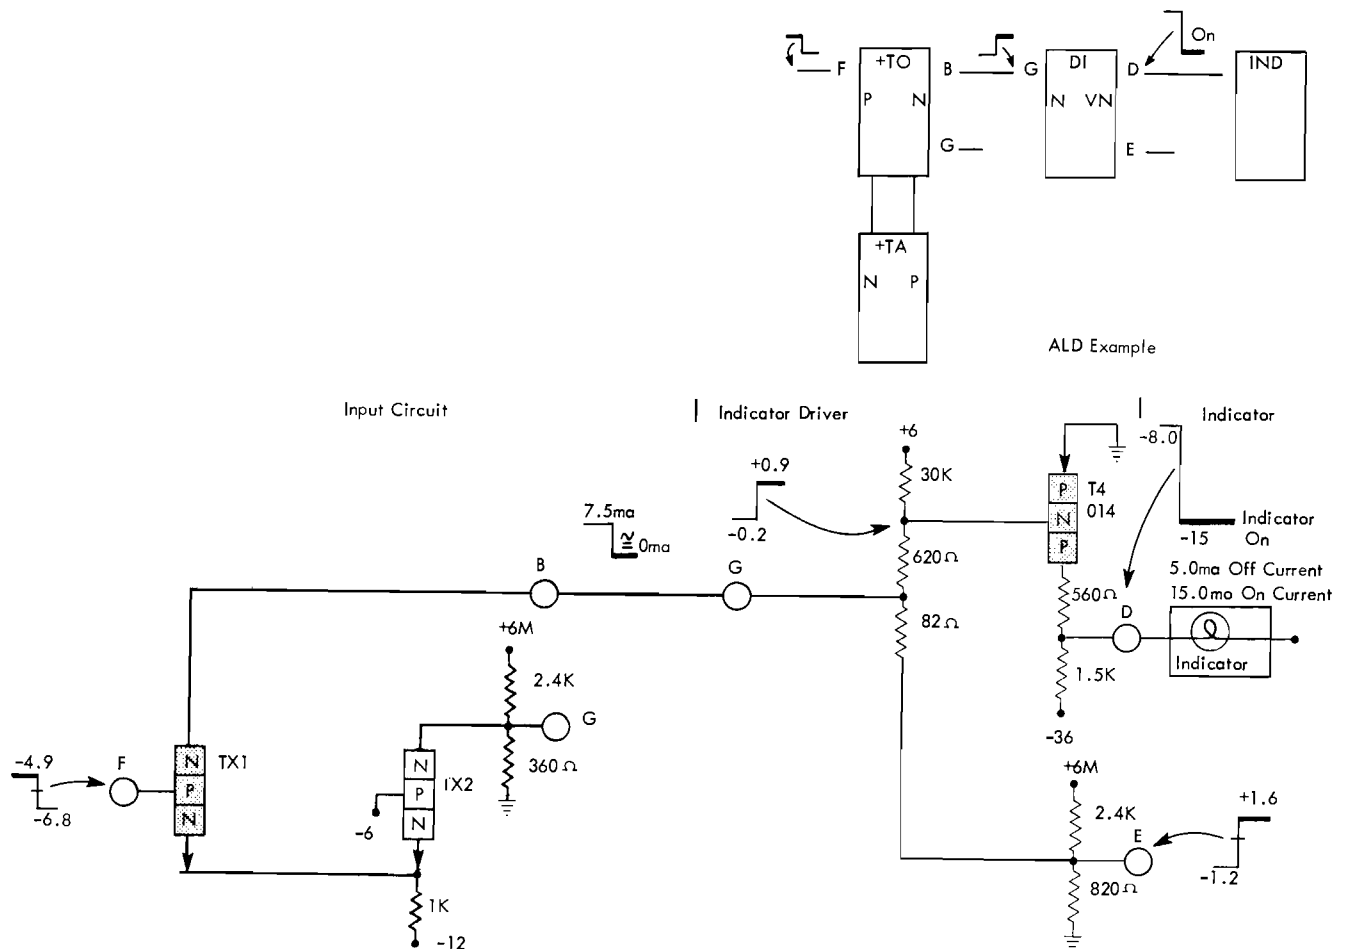 On
F
+TO
B
G
DI
D
IND
P
N
N
VN
G
E
+TA
N
P
ALD Example
Input Circuit
Indicator Driver
Indicator
+6
-8.0
+0.9
30K
P
T4
N
014
P
7.5ma
≅ 0ma
-0.2
-15
Indicator
On
620Ω
5.0ma Off Current
15.0ma On Current
B
G
82Ω
560Ω
D
+6M
2.4K
1.5K
Indicator
G
-36
-4.9
F
N
TX1
N
TX2
360Ω
P
P
-6.8
N
-6
N
+6M
+1.6
2.4K
E
-1.2
820Ω
1K
-12